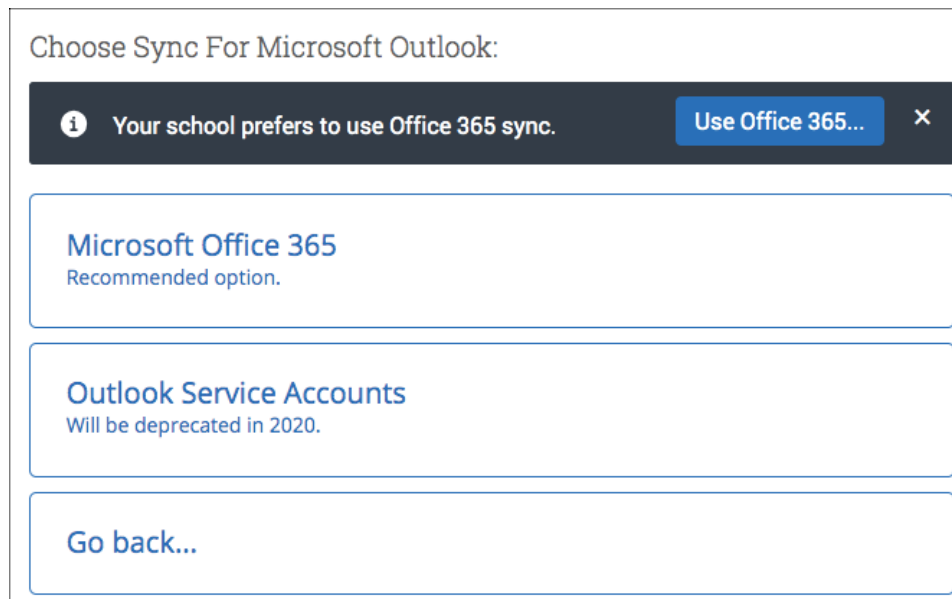 Choose Sync For Microsoft Outlook:
Your school prefers to use Office 365 sync.
Use Office 365...
Microsoft Office 365
Recommended option.
Outlook Service Accounts
Will be deprecated in 2020.
Go back...